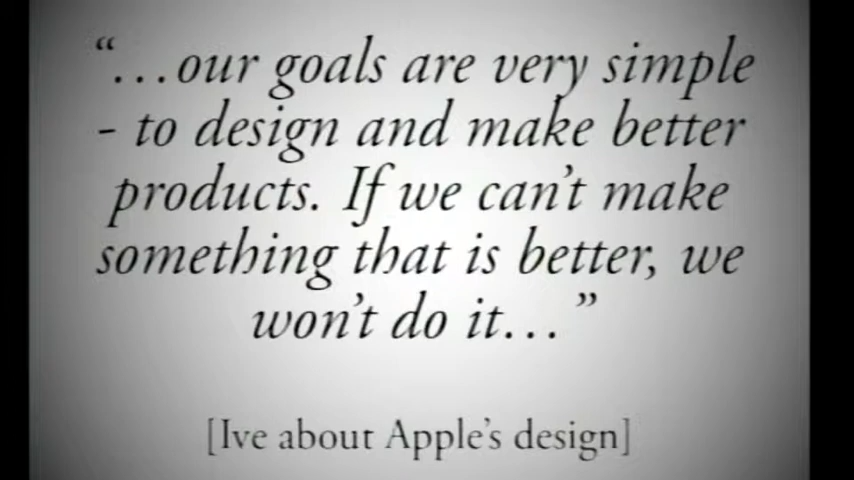 “…our goals are very simple
- to design and make better
products. If we can’t make
something that is better, we
won’t do it…”
[Ive about Apple’s design]